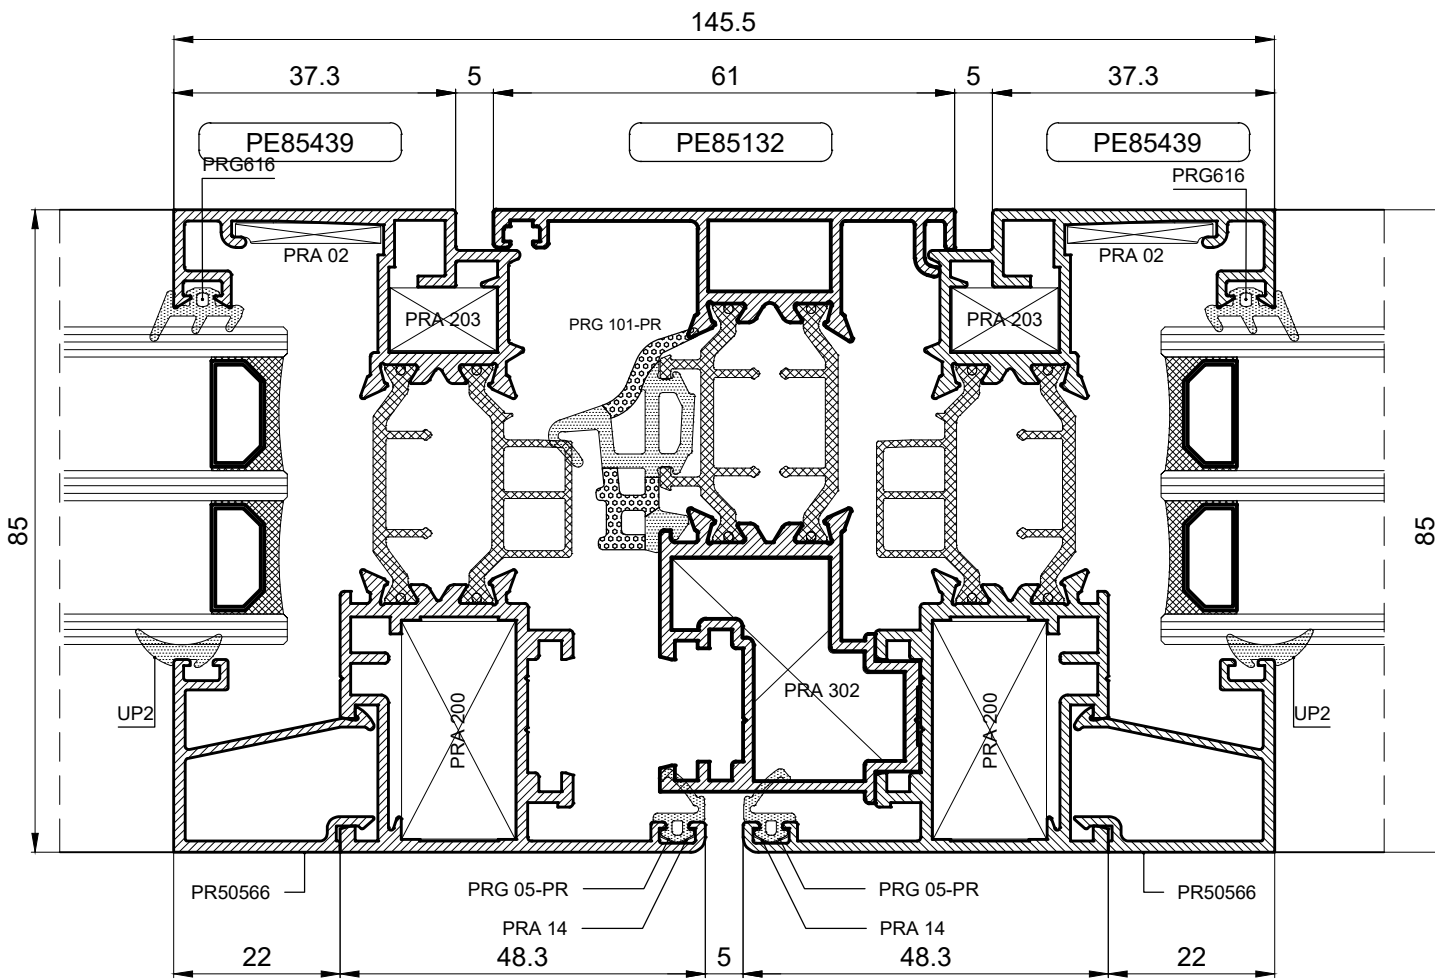 145.5
37.3 5 61 5 37.3
PE85439 PE85132 PE85439
PRG616 PRG616
PRA 02 PRA 02
PRA 203 PRG 101-PR PRA 203
85 85
PRA 302
UP2 PRA 200 PRA 200 UP2
PR50566 PRG 05-PR PRG 05-PR PR50566
PRA 14 PRA 14
22 48.3 5 48.3 22